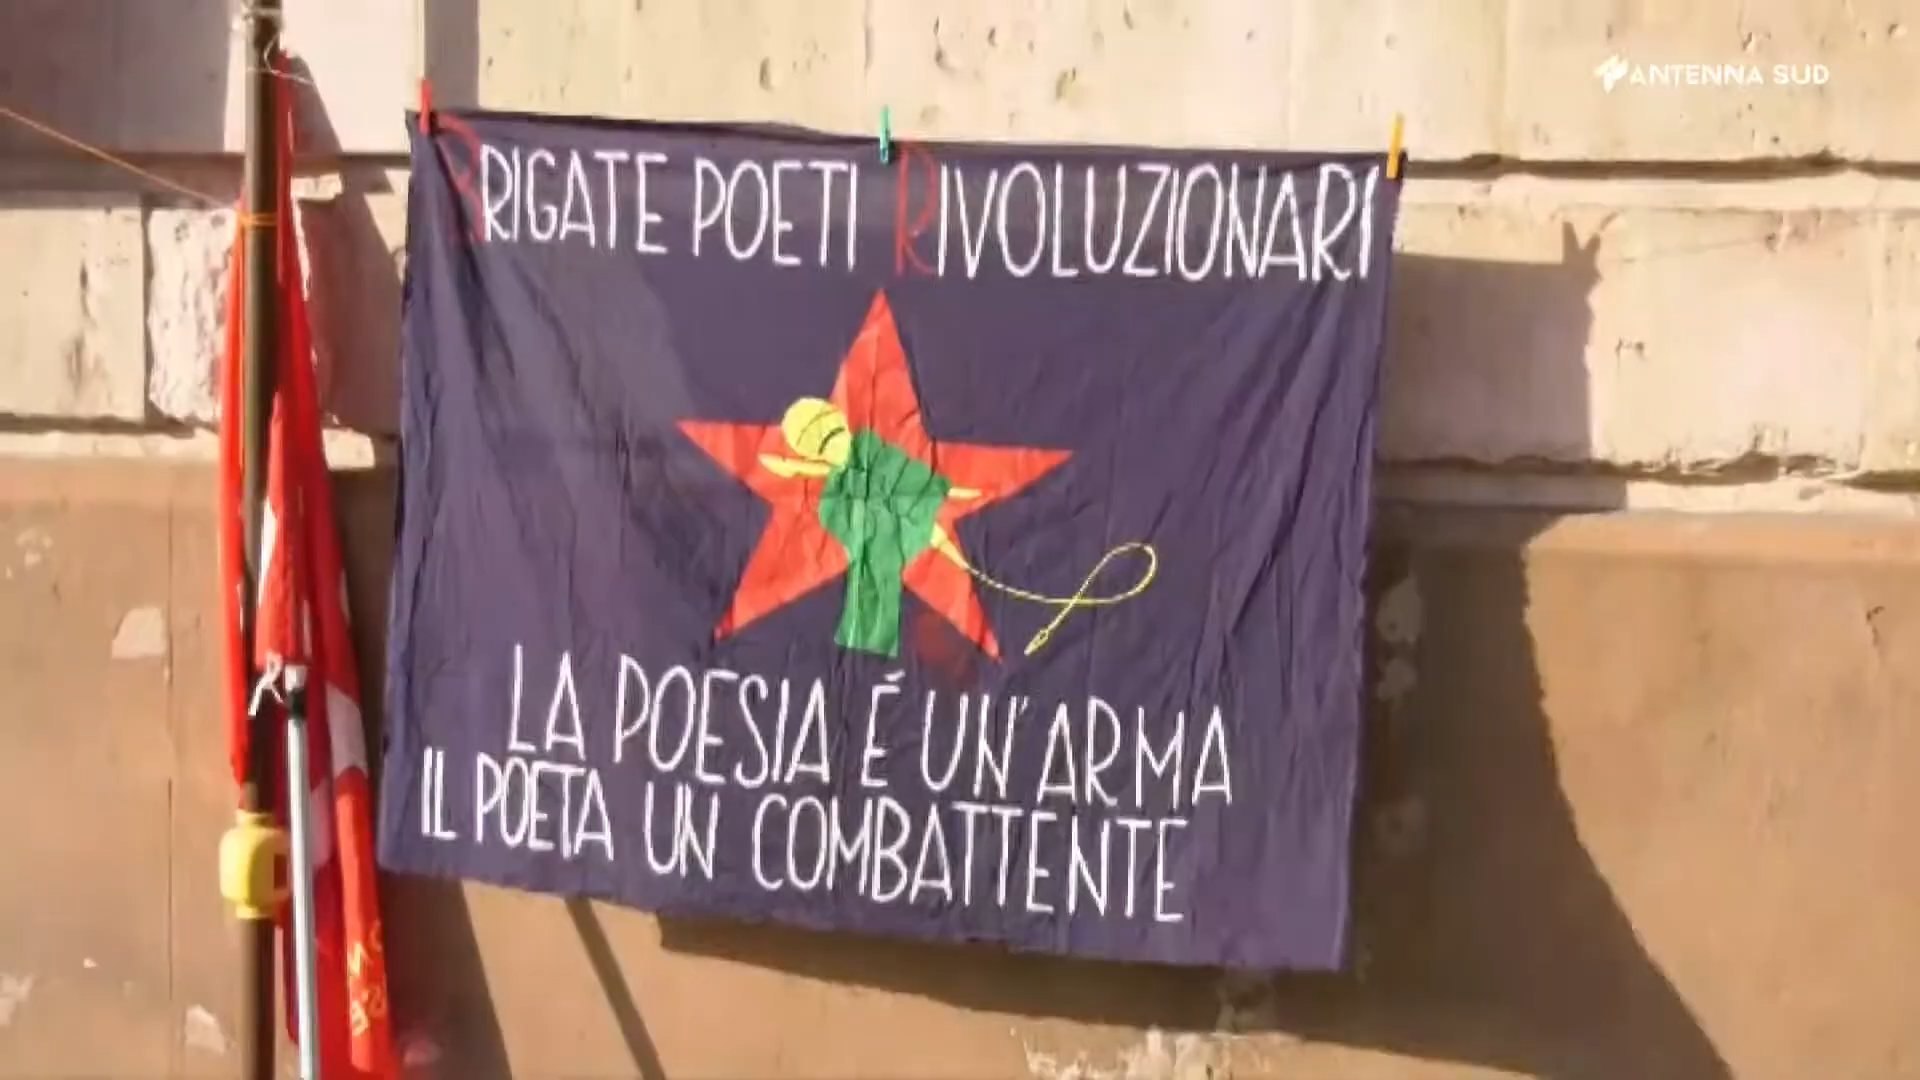 ANTENNA SUD
BRIGATE POETI RIVOLUZIONARI
LA POESIA É UN'ARMA
IL POETA UN COMBATTENTE